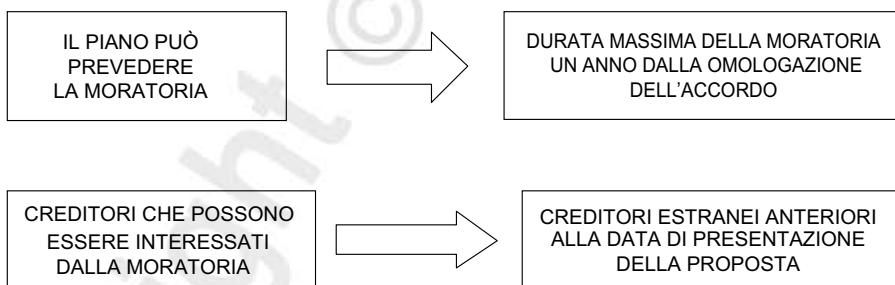 IL PIANO PUÒ
PREVEDERE
LA MORATORIA
DURATA MASSIMA DELLA MORATORIA
UN ANNO DALLA OMOLOGAZIONE
DELL'ACCORDO
CREDITORI CHE POSSONO
ESSERE INTERESSATI
DALLA MORATORIA
CREDITORI ESTRANEI ANTERIORI
ALLA DATA DI PRESENTAZIONE
DELLA PROPOSTA
ight ©